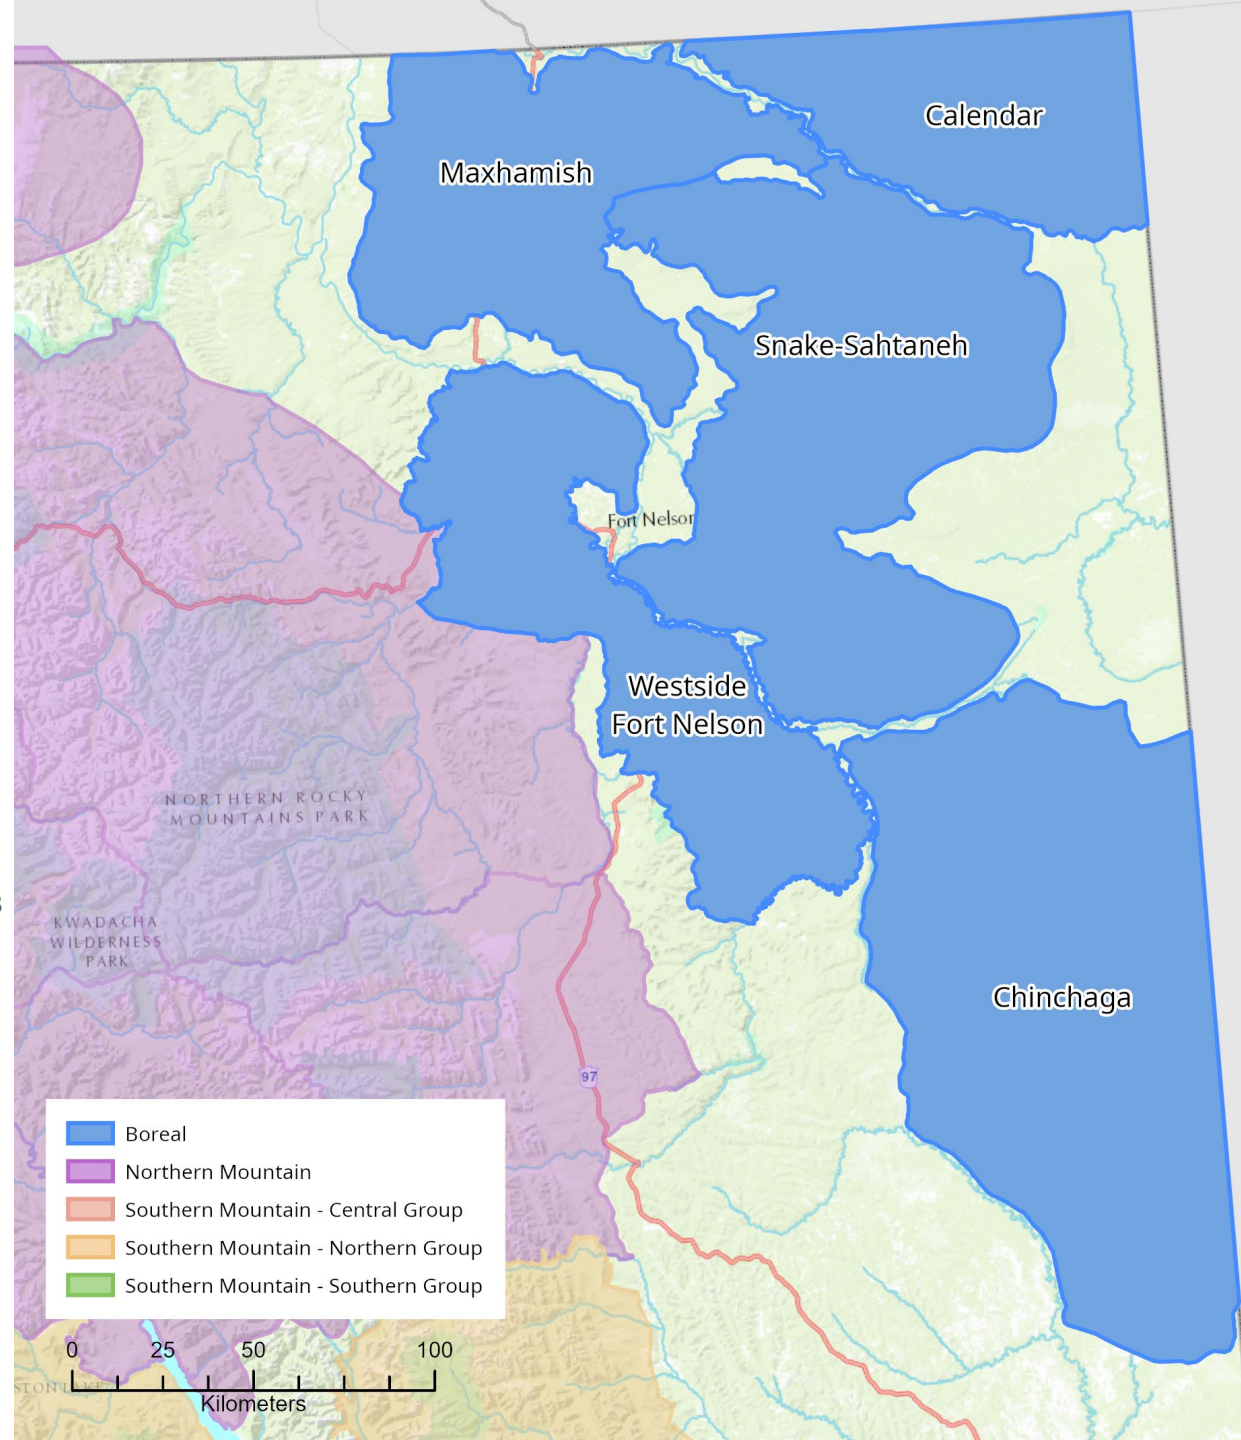 Calendar
Maxhamish
Snake-Sahtaneh
Fort Nelson
Westside
Fort Nelson
NORTHERN ROCKY
MOUNTAINS PARK
KWADACHA
WILDERNESS
PARK
Chinchaga
97
Boreal
Northern Mountain
Southern Mountain - Central Group
Southern Mountain - Northern Group
Southern Mountain - Southern Group
0 25 50 100
Kilometers